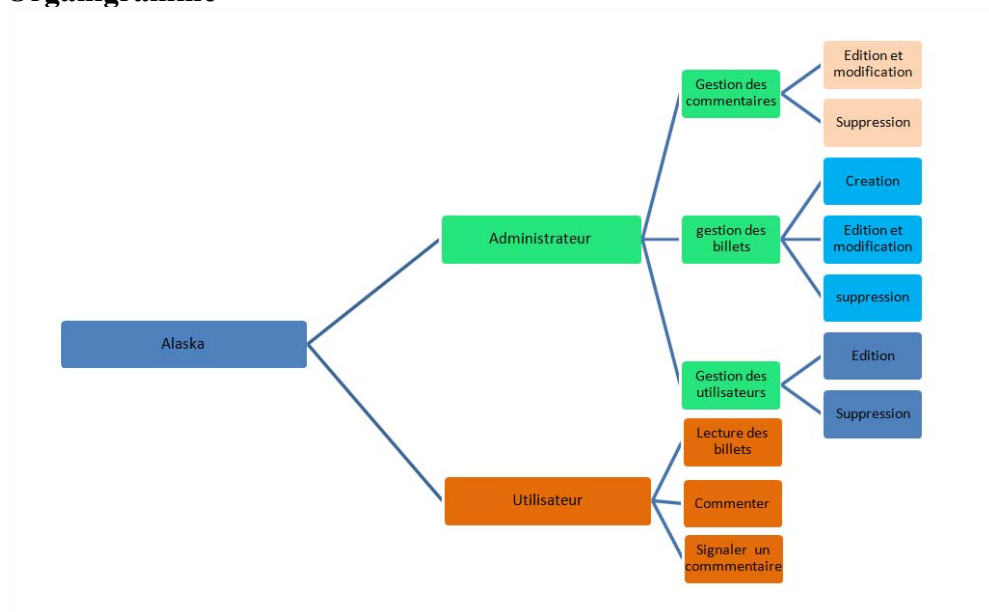 Organigramme
Edition et
modification
Gestion des
commentaires
Suppression
Creation
Administrateur
gestion des
billets
Edition et
modification
suppression
Alaska
Edition
Gestion des
utilisateurs
Suppression
Lecture des
billets
Utilisateur
Commenter
Signaler un
commmentaire